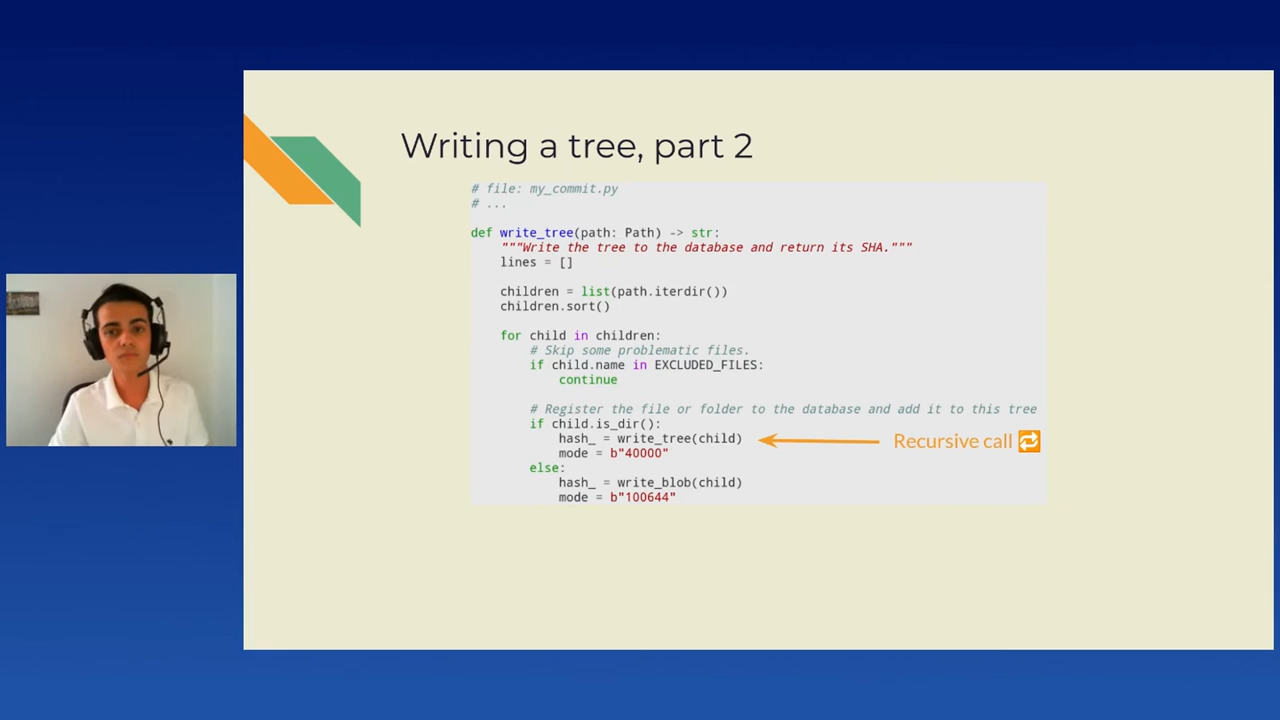 Writing a tree, part 2
# file: my_commit.py
# ...
def write_tree(path: Path) -> str:
"""Write the tree to the database and return its SHA."""
lines = []
children = list(path.iterdir())
children.sort()
for child in children:
# Skip some problematic files.
if child.name in EXCLUDED_FILES:
continue
# Register the file or folder to the database and add it to this tree
if child.is_dir():
hash_ = write_tree(child)
Recursive call 🔁
mode = b"40000"
else:
hash_ = write_blob(child)
mode = b"100644"